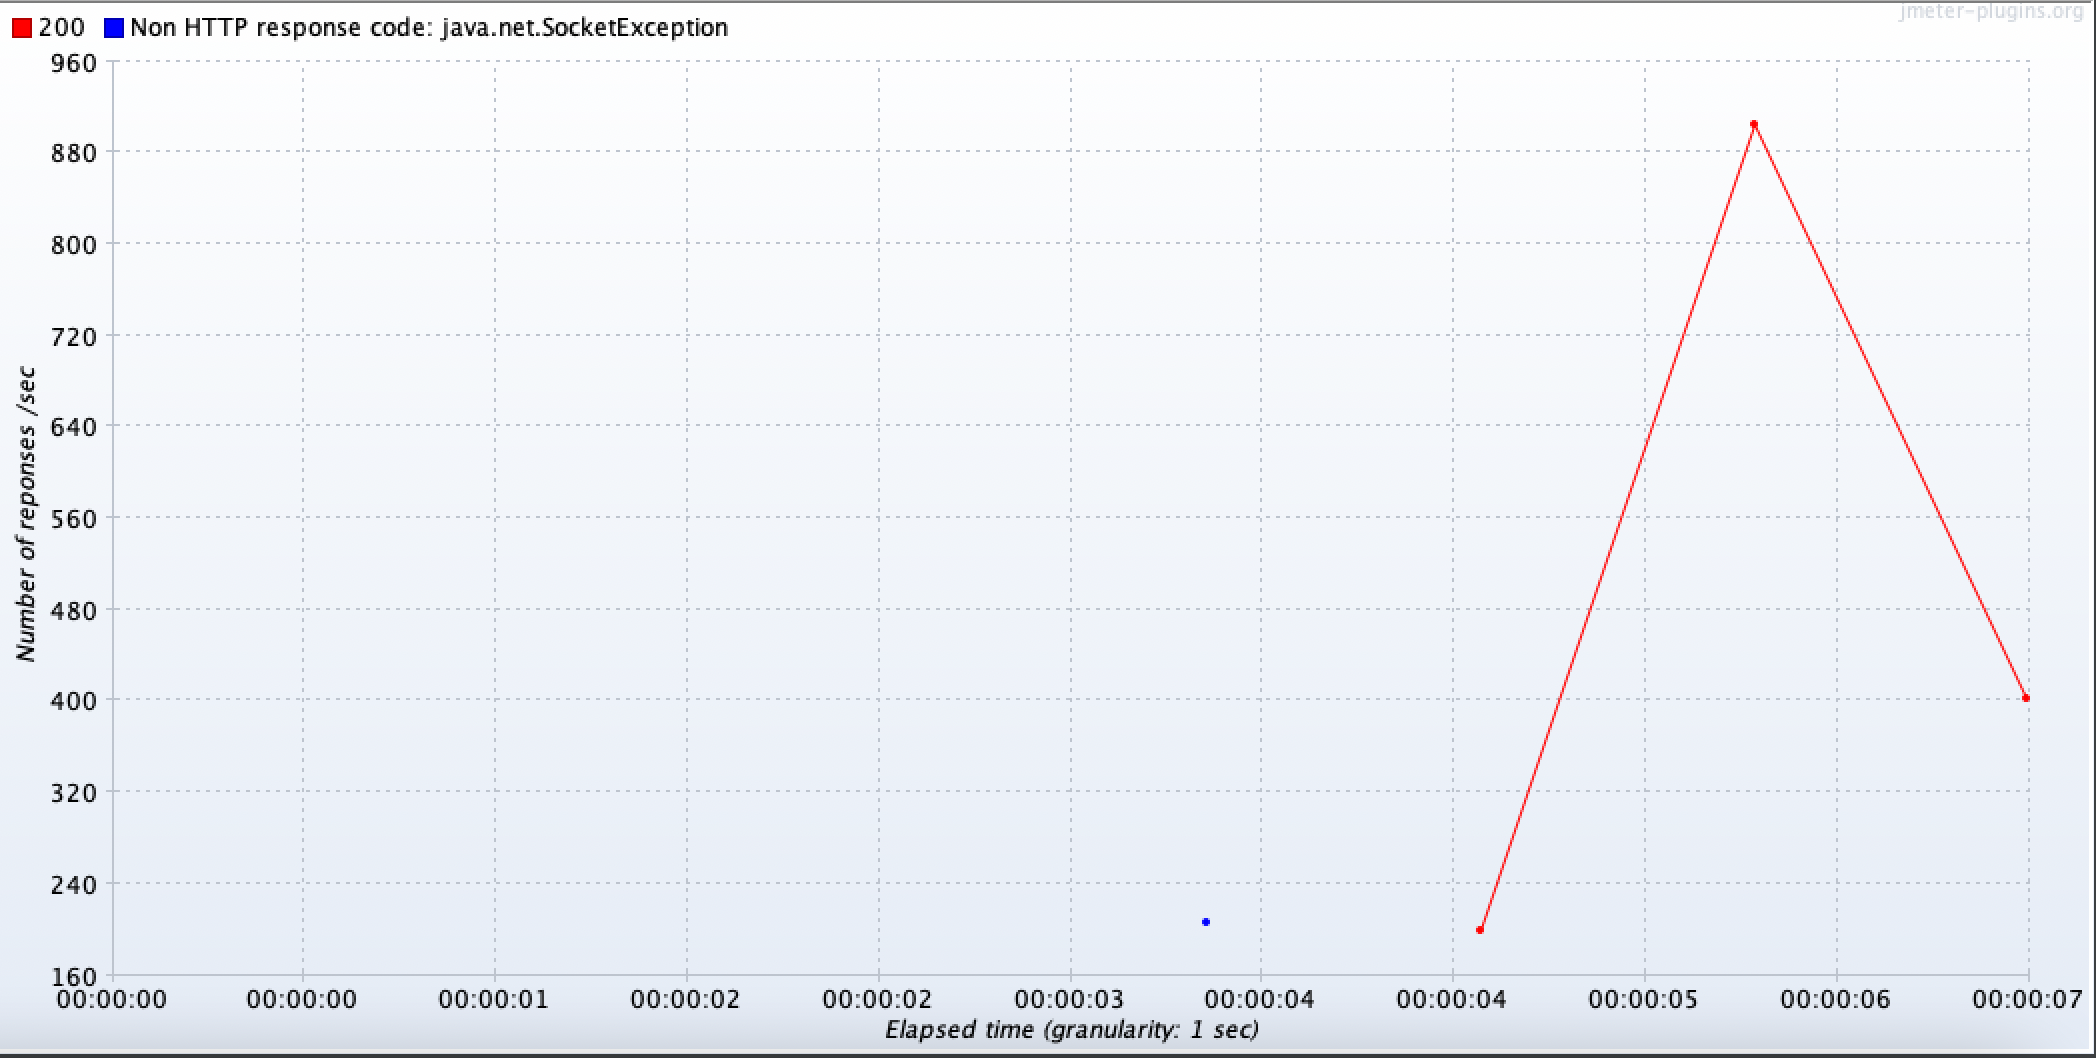 jmeter-plugins.org
200 Non HTTP response code: java.net.SocketException
960
880
800
720
640
560
480
400
320
240
160
Number of reponses /sec
00:00:00 00:00:00 00:00:01 00:00:02 00:00:02 00:00:03 00:00:04 00:00:04 00:00:05 00:00:06 00:00:07
Elapsed time (granularity: 1 sec)